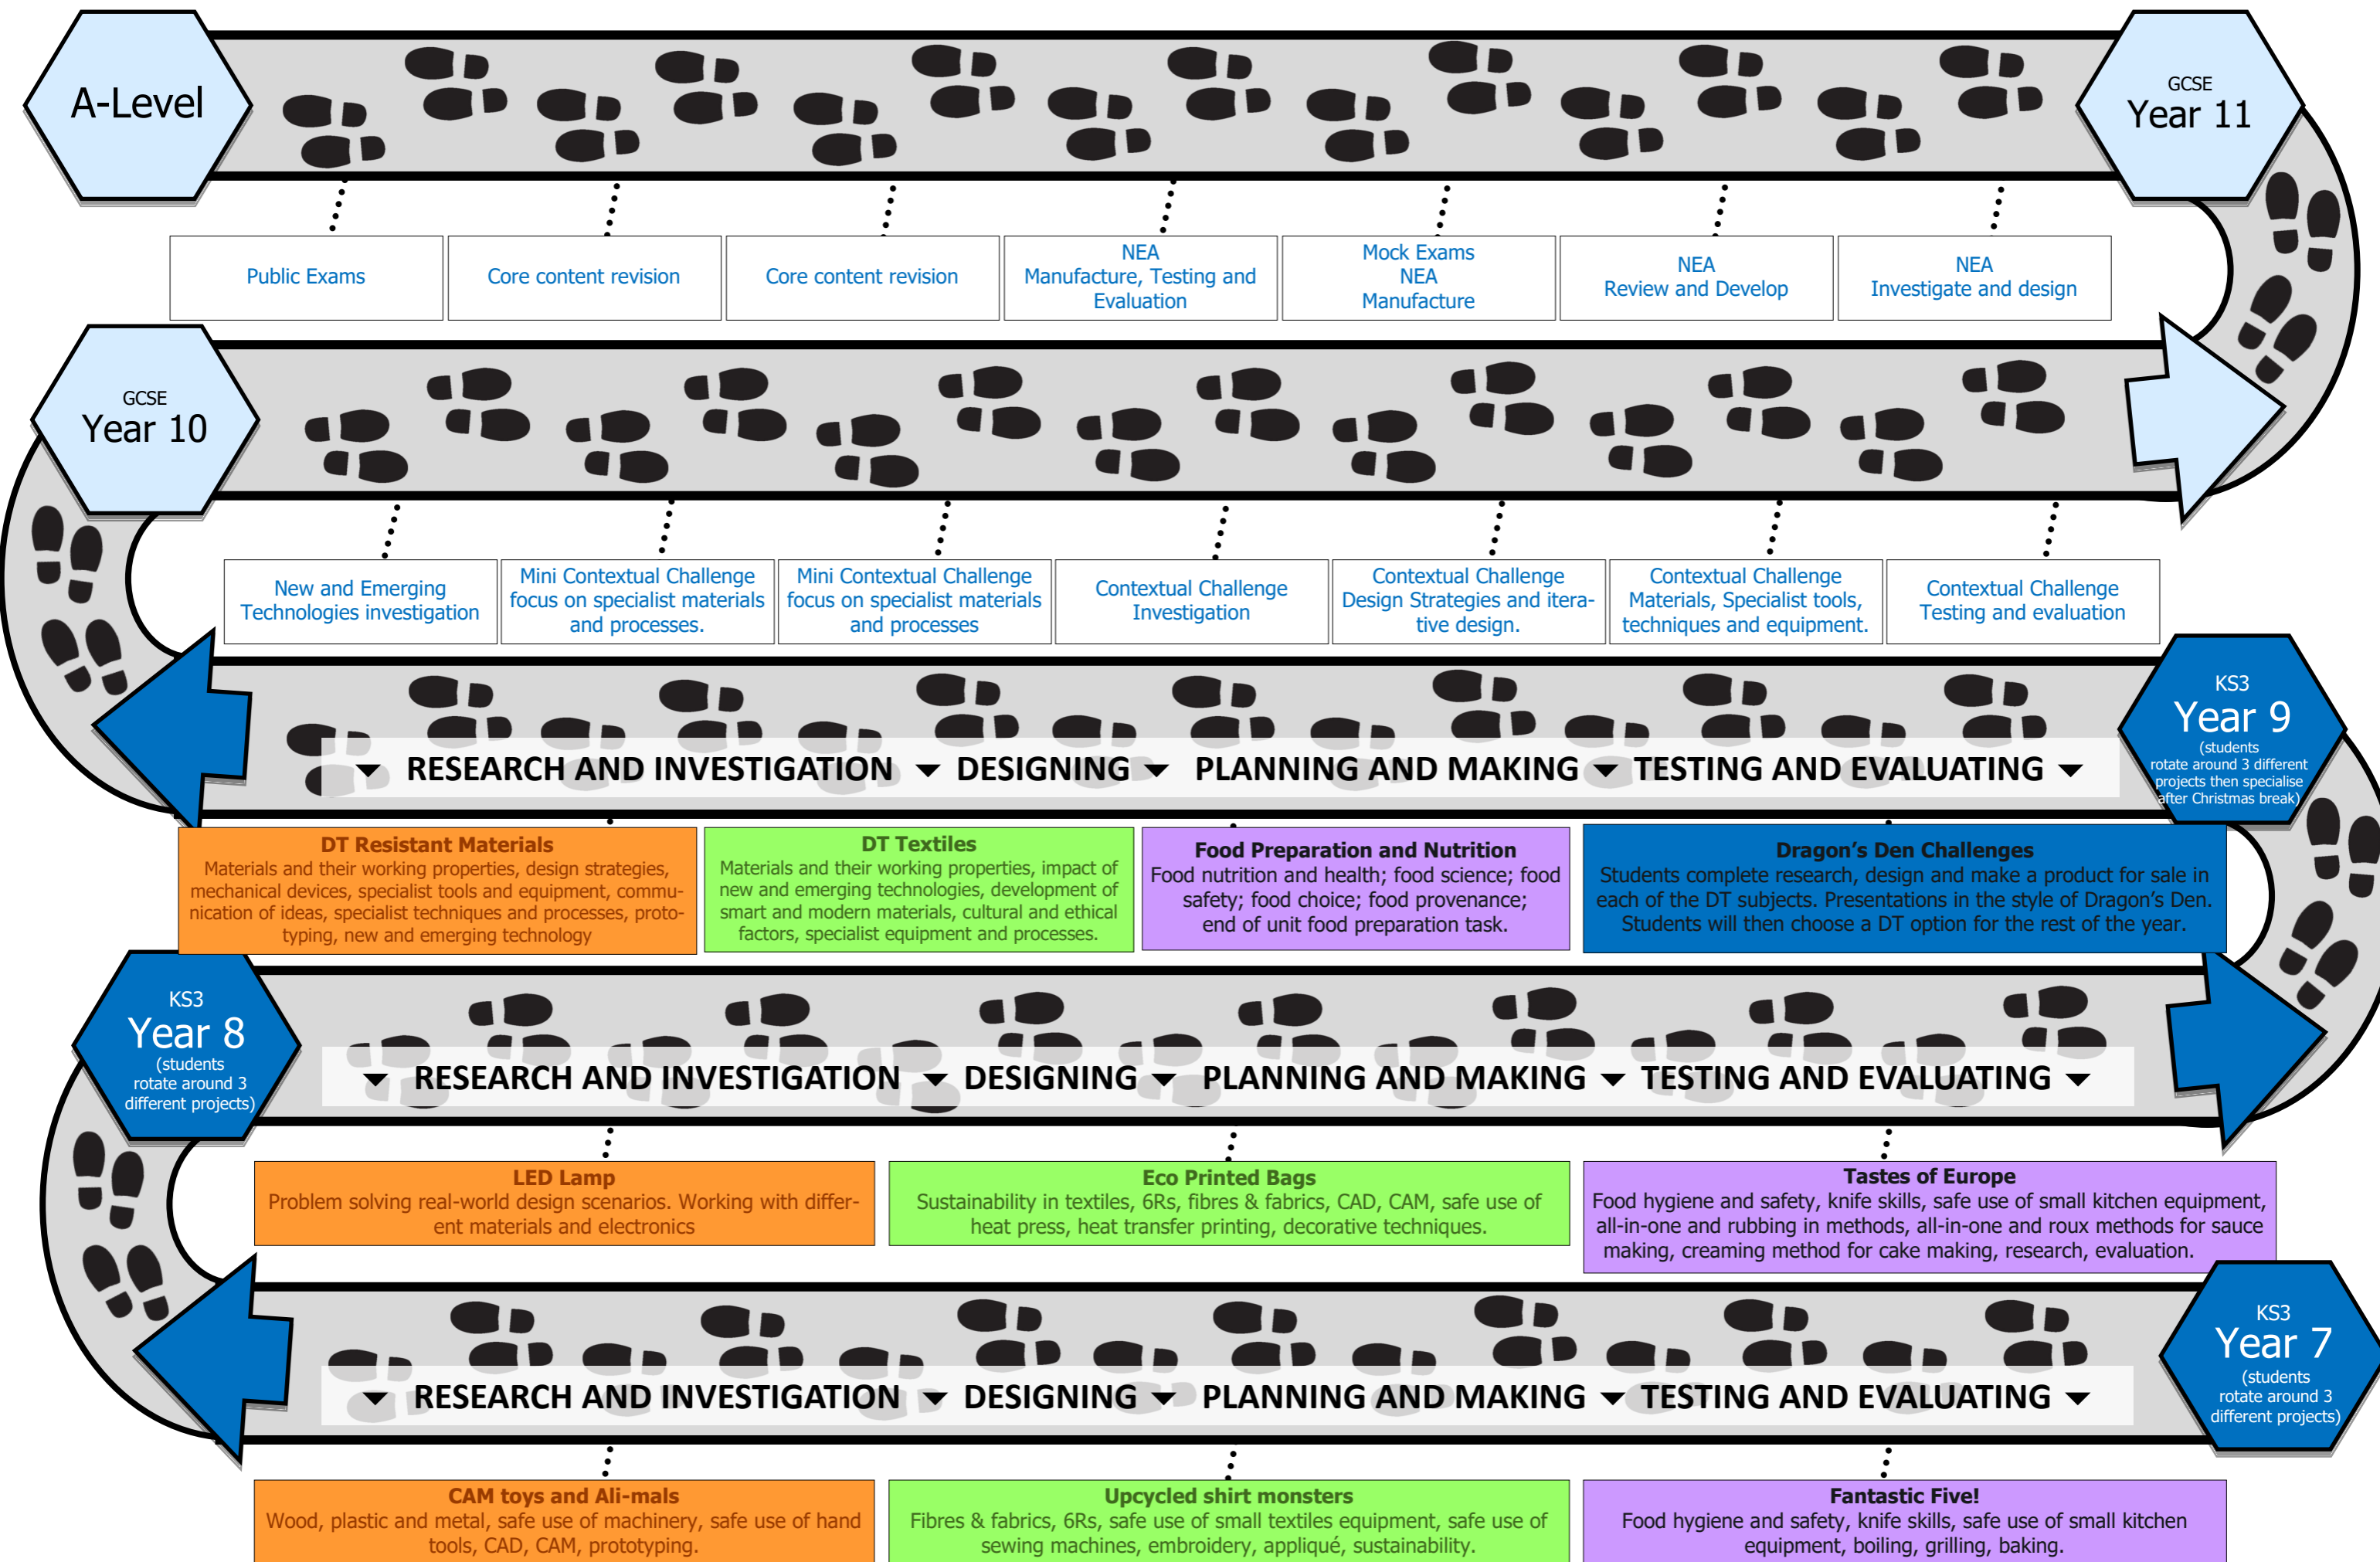 A-Level
GCSE
Year 11
Public Exams
Core content revision
Core content revision
NEA
Manufacture, Testing and
Evaluation
Mock Exams
NEA
Manufacture
NEA
Review and Develop
NEA
Investigate and design
GCSE
Year 10
New and Emerging
Technologies investigation
Mini Contextual Challenge
focus on specialist materials
and processes.
Mini Contextual Challenge
focus on specialist materials
and processes
Contextual Challenge
Investigation
Contextual Challenge
Design Strategies and itera-
tive design.
Contextual Challenge
Materials, Specialist tools,
techniques and equipment.
Contextual Challenge
Testing and evaluation
KS3
Year 9
(students
rotate around 3 different
projects then specialise
after Christmas break)
RESEARCH AND INVESTIGATION DESIGNING PLANNING AND MAKING TESTING AND EVALUATING
DT Resistant Materials
Materials and their working properties, design strategies,
mechanical devices, specialist tools and equipment, commu-
nication of ideas, specialist techniques and processes, proto-
typing, new and emerging technology
DT Textiles
Materials and their working properties, impact of
new and emerging technologies, development of
smart and modern materials, cultural and ethical
factors, specialist equipment and processes.
Food Preparation and Nutrition
Food nutrition and health; food science; food
safety; food choice; food provenance;
end of unit food preparation task.
Dragon's Den Challenges
Students complete research, design and make a product for sale in
each of the DT subjects. Presentations in the style of Dragon's Den.
Students will then choose a DT option for the rest of the year.
KS3
Year 8
(students
rotate around 3
different projects)
RESEARCH AND INVESTIGATION DESIGNING PLANNING AND MAKING TESTING AND EVALUATING
LED Lamp
Problem solving real-world design scenarios. Working with differ-
ent materials and electronics
Eco Printed Bags
Sustainability in textiles, 6Rs, fibres & fabrics, CAD, CAM, safe use of
heat press, heat transfer printing, decorative techniques.
Tastes of Europe
Food hygiene and safety, knife skills, safe use of small kitchen equipment,
all-in-one and rubbing in methods, all-in-one and roux methods for sauce
making, creaming method for cake making, research, evaluation.
KS3
Year 7
(students
rotate around 3
different projects)
RESEARCH AND INVESTIGATION DESIGNING PLANNING AND MAKING TESTING AND EVALUATING
CAM toys and Ali-mals
Wood, plastic and metal, safe use of machinery, safe use of hand
tools, CAD, CAM, prototyping.
Upcycled shirt monsters
Fibres & fabrics, 6Rs, safe use of small textiles equipment, safe use of
sewing machines, embroidery, appliqué, sustainability.
Fantastic Five!
Food hygiene and safety, knife skills, safe use of small kitchen
equipment, boiling, grilling, baking.